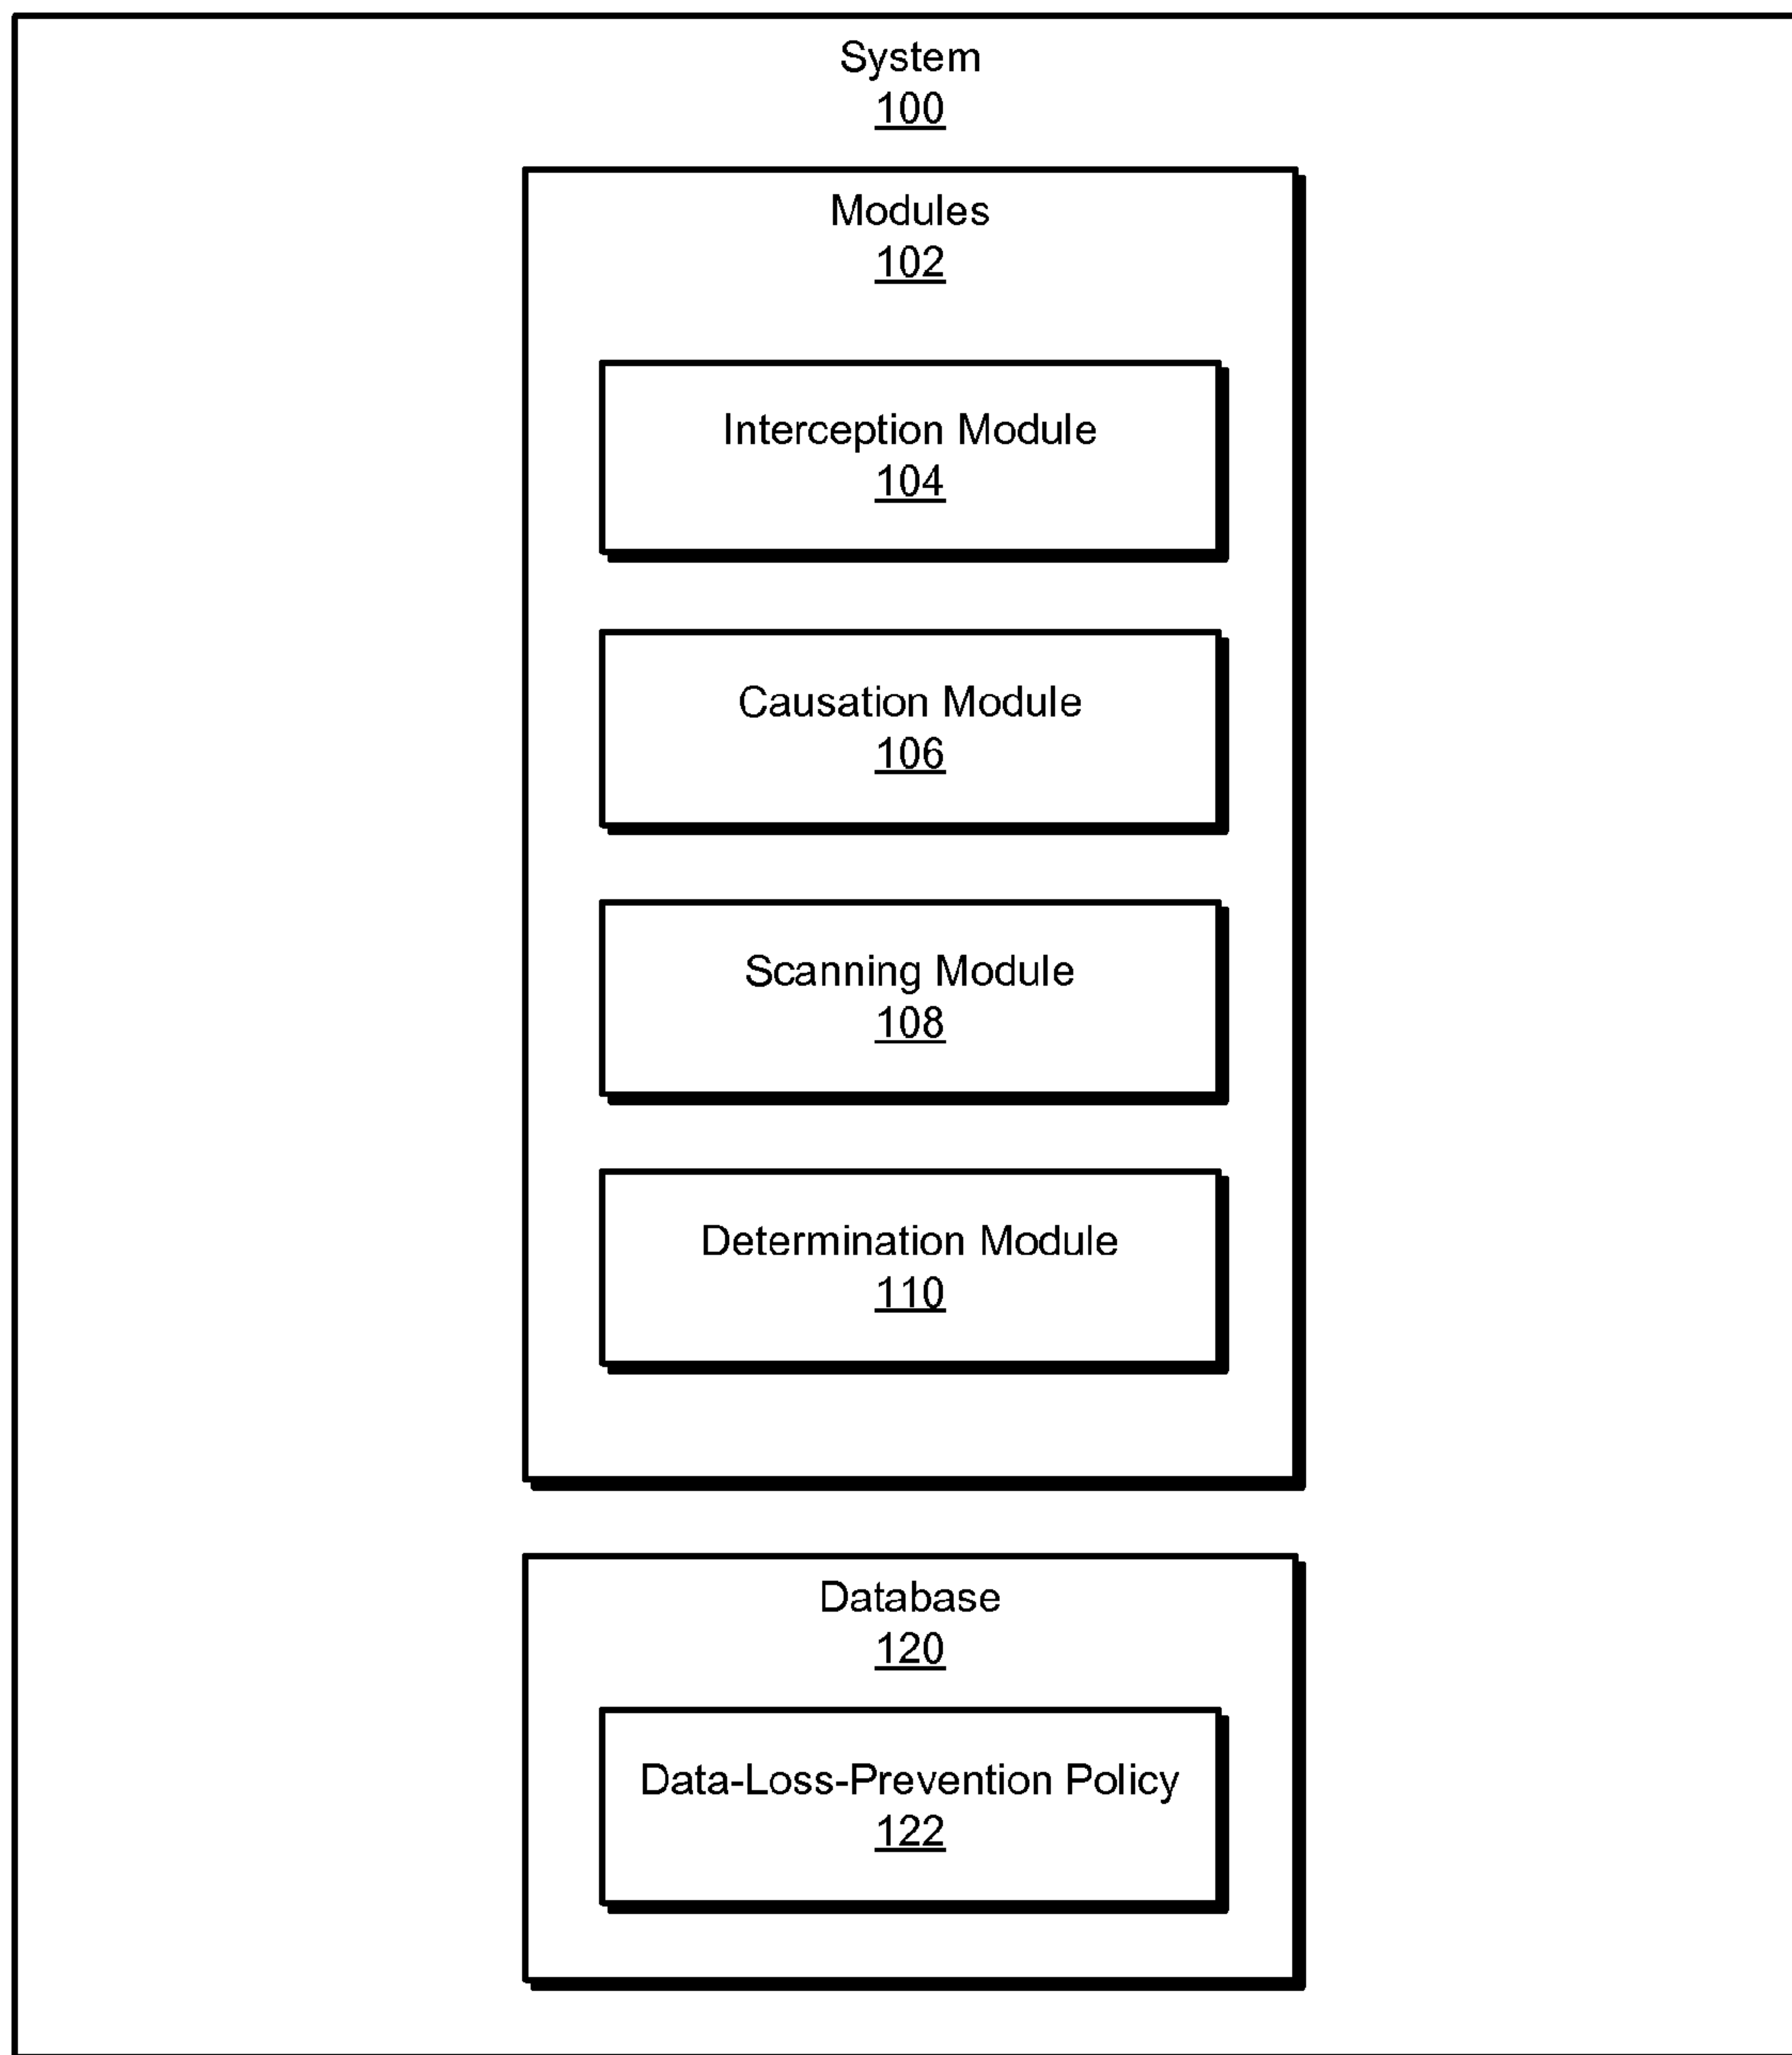 System
100
Modules
102
Interception Module
104
Causation Module
106
Scanning Module
108
Determination Module
110
Database
120
Data-Loss-Prevention Policy
122